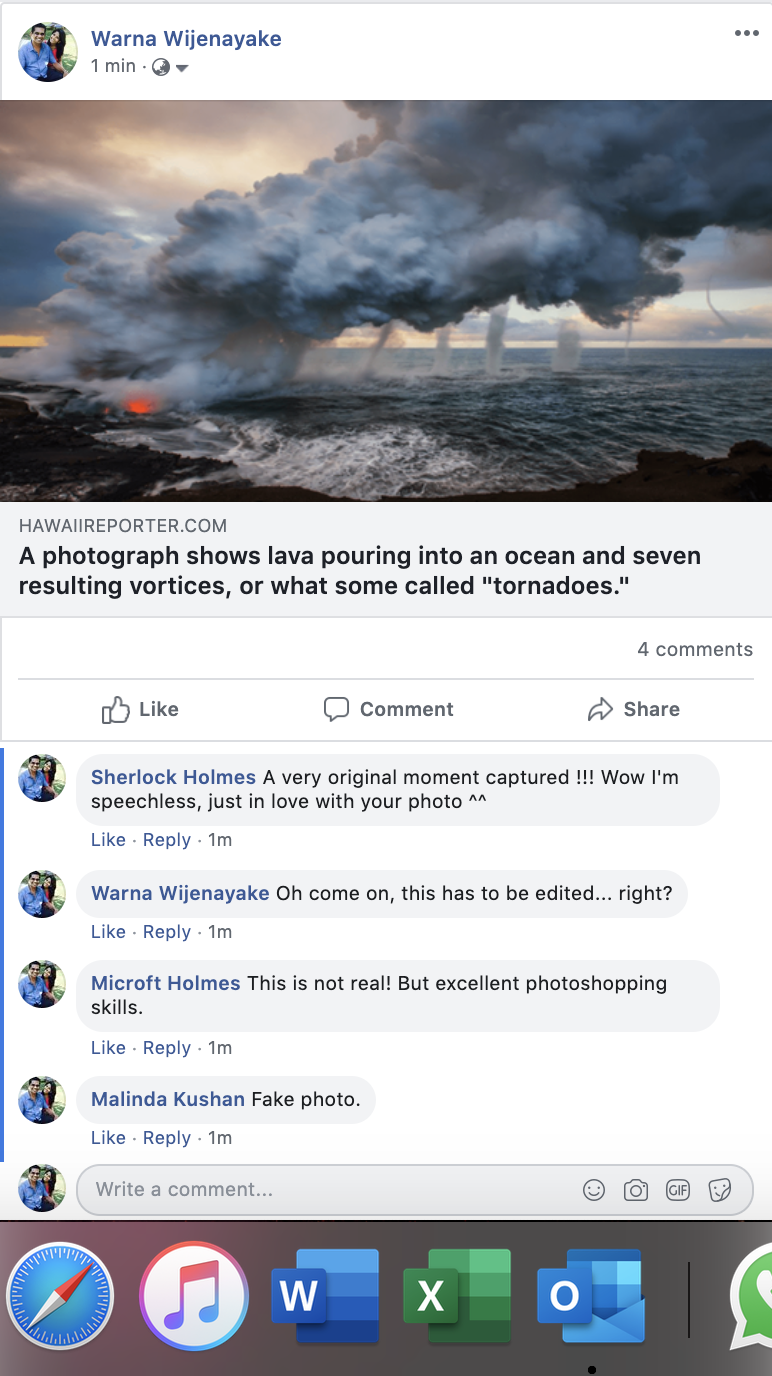 Warna Wijenayake
1 min ·
HAWAIIREPORTER.COM
A photograph shows lava pouring into an ocean and seven
resulting vortices, or what some called "tornadoes."
4 comments
Like Comment Share
Sherlock Holmes A very original moment captured !!! Wow I'm
speechless, just in love with your photo ^^
Like · Reply · 1m
Warna Wijenayake Oh come on, this has to be edited... right?
Like · Reply · 1m
Microft Holmes This is not real! But excellent photoshopping
skills.
Like · Reply · 1m
Malinda Kushan Fake photo.
Like · Reply · 1m
Write a comment... GIF
W X O